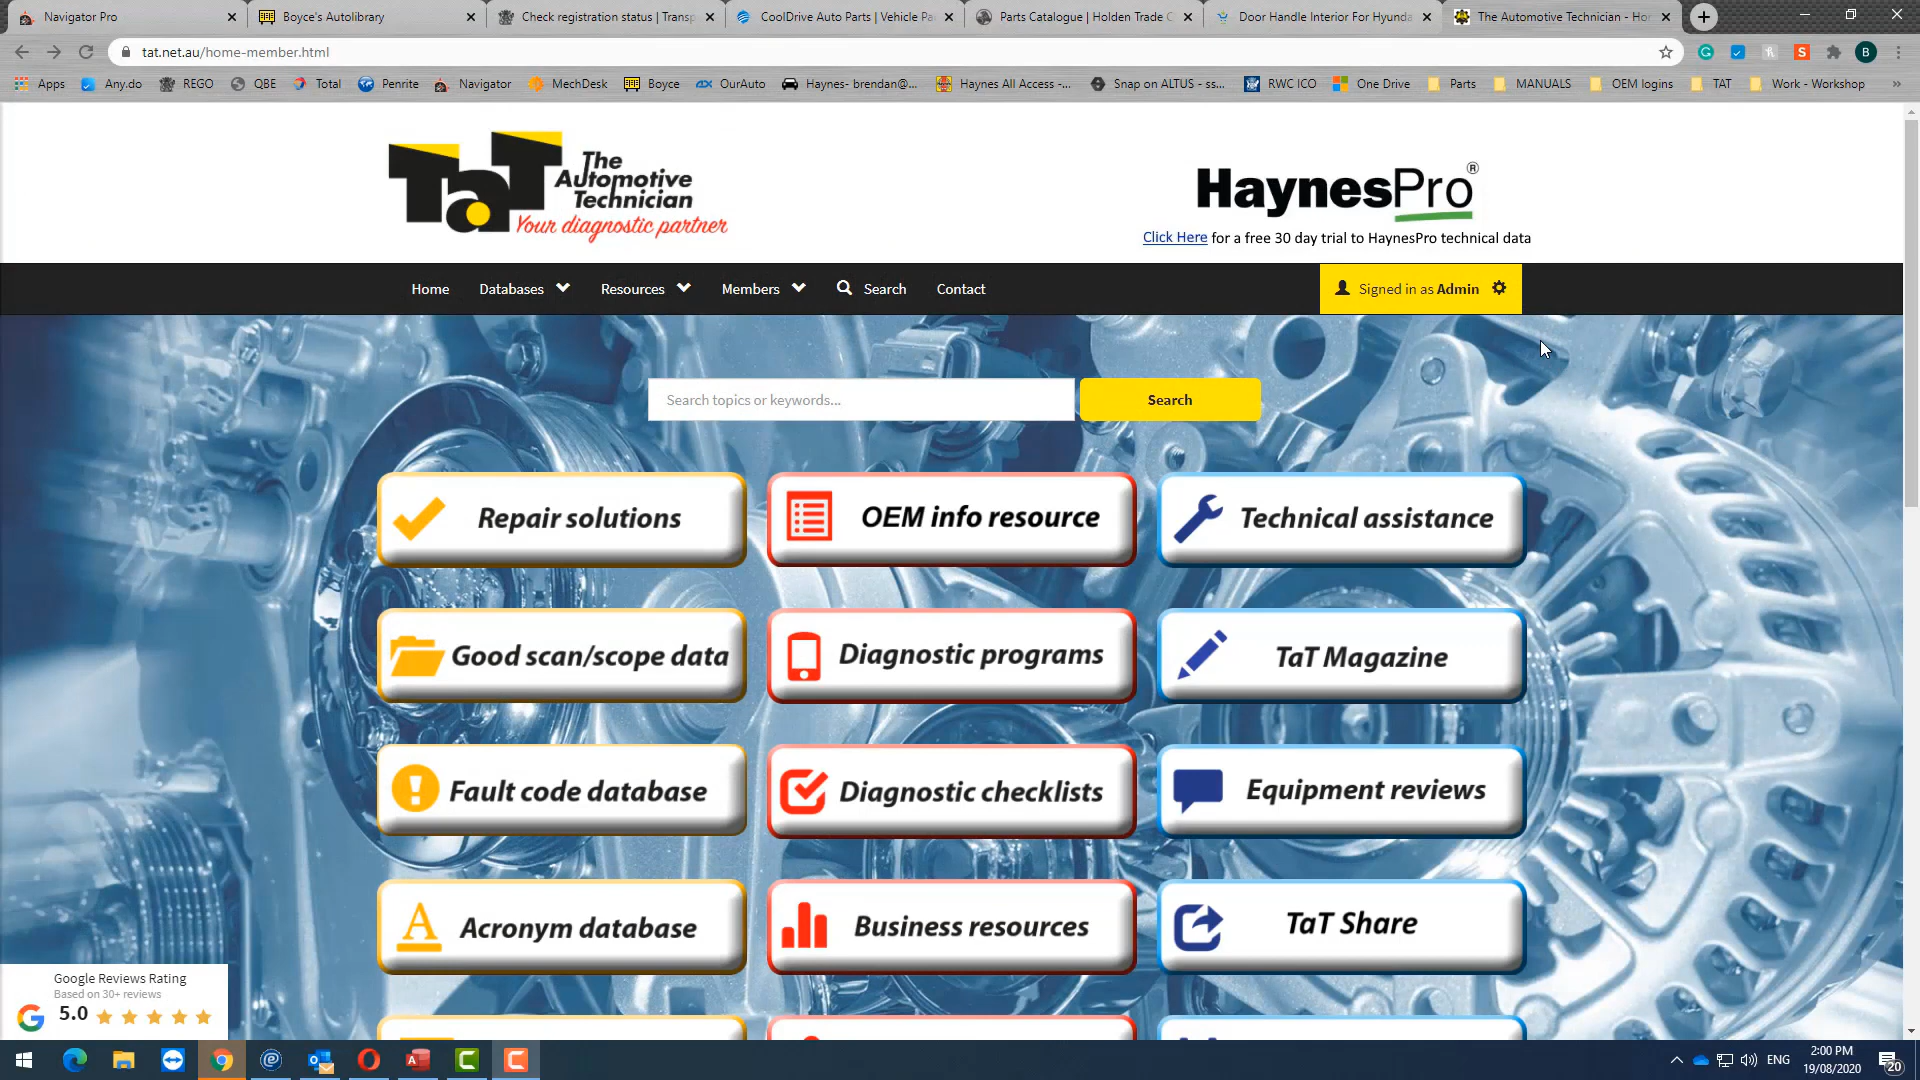 Navigator Pro
Boyce's Autolibrary
Check registration status | Transp
CoolDrive Auto Parts | Vehicle Pa
Parts Catalogue | Holden Trade C
Door Handle Interior For Hyunda
The Automotive Technician - Ho
tat.net.au/home-member.html
B
Apps
Any.do
REGO
QBE
Total
Penrite
Navigator
MechDesk
Boyce
OurAuto
Haynes- brendan@...
Haynes All Access -...
Snap on ALTUS - ss...
RWC ICO
One Drive
Parts
MANUALS
OEM logins
TAT
Work - Workshop
TaT The Automotive Technician
Your diagnostic partner
HaynesPro®
Click Here for a free 30 day trial to HaynesPro technical data
Home
Databases
Resources
Members
Search
Contact
Signed in as Admin
Search topics or keywords...
Search
Repair solutions
OEM info resource
Technical assistance
Good scan/scope data
Diagnostic programs
TaT Magazine
Fault code database
Diagnostic checklists
Equipment reviews
Acronym database
Business resources
TaT Share
Google Reviews Rating
Based on 30+ reviews
5.0
ENG
2:00 PM
19/08/2020
20